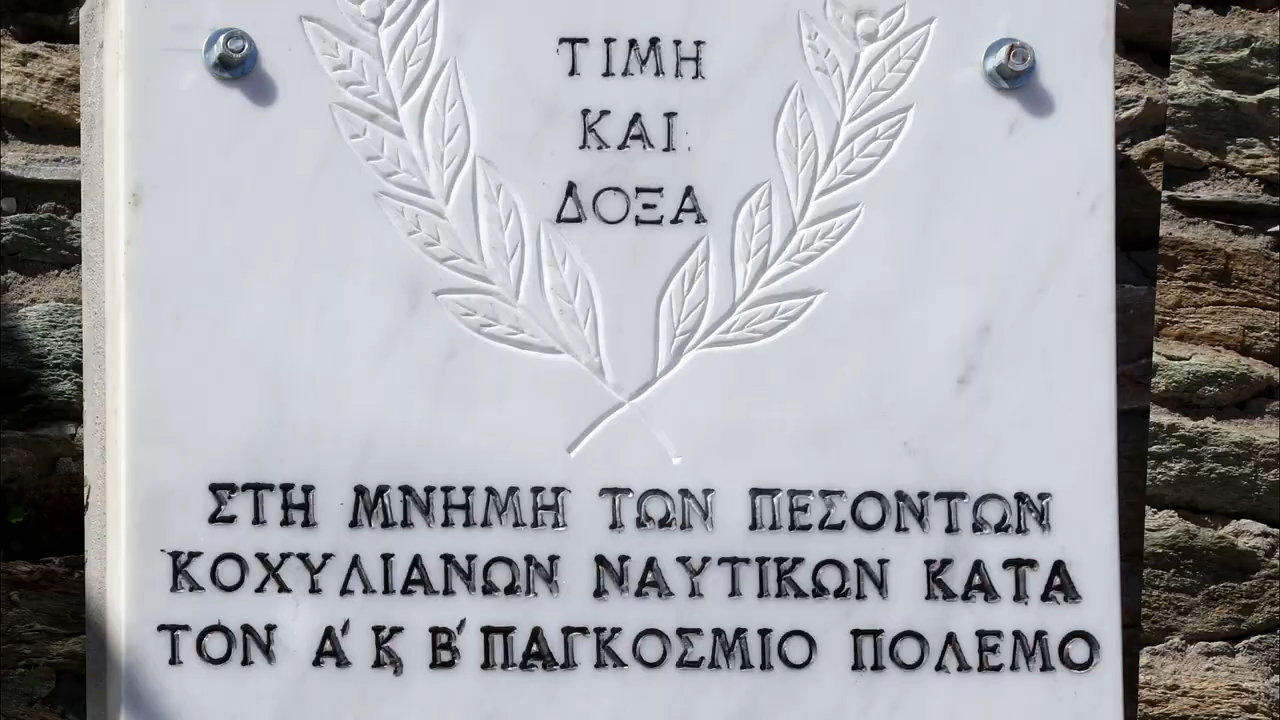 ΤΙΜΗ
ΚΑΙ
ΔΟΞΑ
ΣΤΗ ΜΝΗΜΗ ΤΩΝ ΠΕΣΟΝΤΩΝ
ΚΟΧΥΛΙΑΝΩΝ ΝΑΥΤΙΚΩΝ ΚΑΤΑ
ΤΟΝ Α΄ Κ Β΄ ΠΑΓΚΟΣΜΙΟ ΠΟΛΕΜΟ